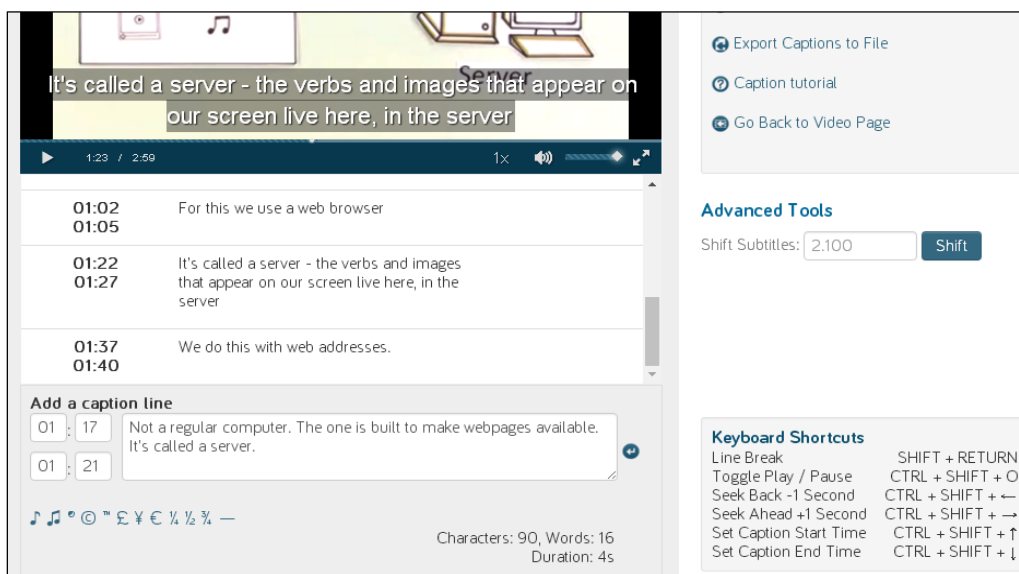 Server
It's called a server - the verbs and images that appear on
our screen live here, in the server
1:23 / 2:59
1x
01:02
01:05
For this we use a web browser
01:22
01:27
It's called a server - the verbs and images
that appear on our screen live here, in the
server
01:37
01:40
We do this with web addresses.
Add a caption line
01 : 17
01 : 21
Not a regular computer. The one is built to make webpages available.
It's called a server.
♪ ♫ ° © ™ £ ¥ € ¼ ½ ¾ —
Characters: 90, Words: 16
Duration: 4s
Export Captions to File
Caption tutorial
Go Back to Video Page
Advanced Tools
Shift Subtitles: 2.100 Shift
Keyboard Shortcuts
Line Break SHIFT + RETURN
Toggle Play / Pause CTRL + SHIFT + O
Seek Back -1 Second CTRL + SHIFT + ←
Seek Ahead +1 Second CTRL + SHIFT + →
Set Caption Start Time CTRL + SHIFT + ↑
Set Caption End Time CTRL + SHIFT + ↓